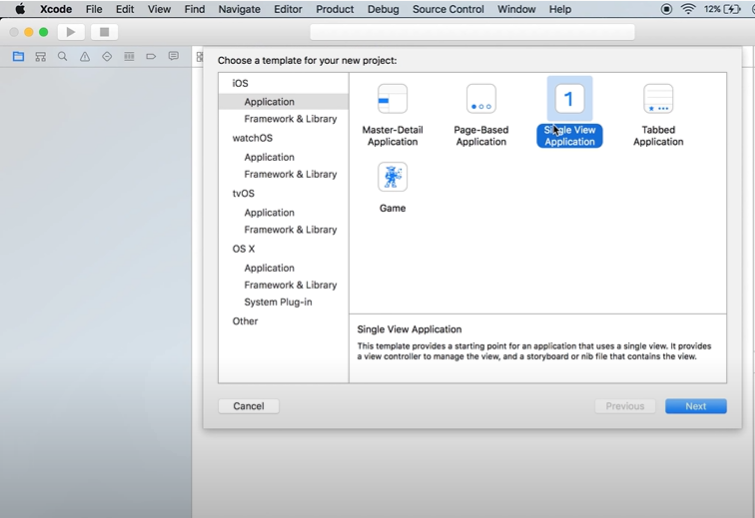 Xcode File Edit View Find Navigate Editor Product Debug Source Control Window Help 12%
Choose a template for your new project:
iOS
Application
Framework & Library
watchOS
Application
Framework & Library
tvOS
Application
Framework & Library
OS X
Application
Framework & Library
System Plug-in
Other
Master-Detail
Application
Page-Based
Application
1
Single View
Application
Tabbed
Application
Game
Single View Application
This template provides a starting point for an application that uses a single view. It provides
a view controller to manage the view, and a storyboard or nib file that contains the view.
Cancel
Previous
Next